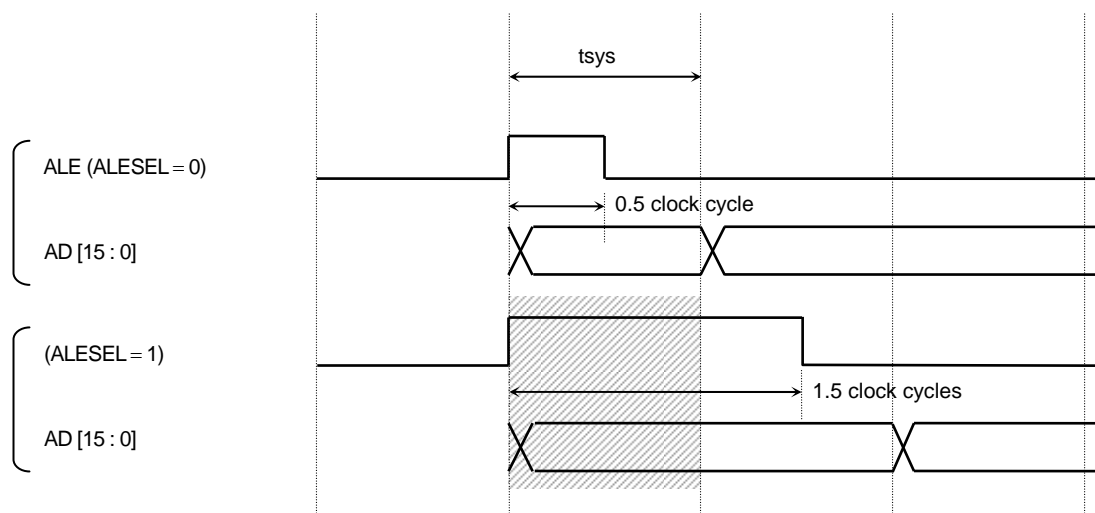 tsys
ALE (ALESEL = 0)
0.5 clock cycle
AD [15 : 0]
(ALESEL = 1)
1.5 clock cycles
AD [15 : 0]